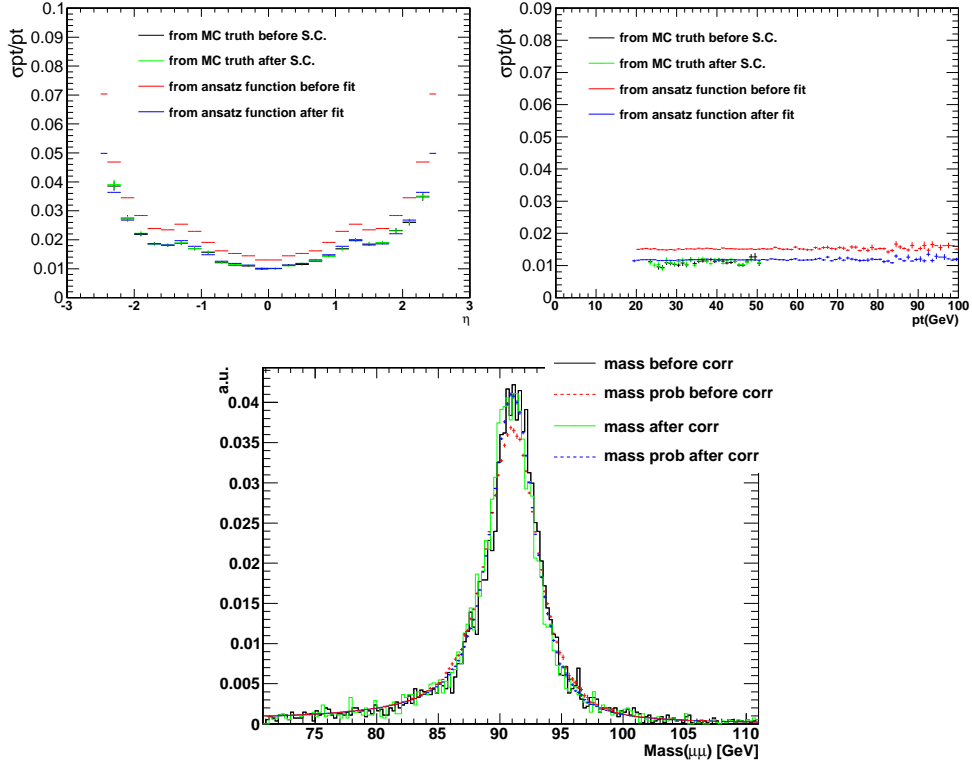 σpt/pt
0.1
0.09
0.08
0.07
0.06
0.05
0.04
0.03
0.02
0.01
0
from MC truth before S.C.
from MC truth after S.C.
from ansatz function before fit
from ansatz function after fit
-3 -2 -1 0 1 2 3
η
σpt/pt
0.09
0.08
0.07
0.06
0.05
0.04
0.03
0.02
0.01
0
from MC truth before S.C.
from MC truth after S.C.
from ansatz function before fit
from ansatz function after fit
0 10 20 30 40 50 60 70 80 90 100
pt(GeV)
a.u.
0.04
0.035
0.03
0.025
0.02
0.015
0.01
0.005
0
mass before corr
mass prob before corr
mass after corr
mass prob after corr
75 80 85 90 95 100 105 110
Mass(μμ) [GeV]